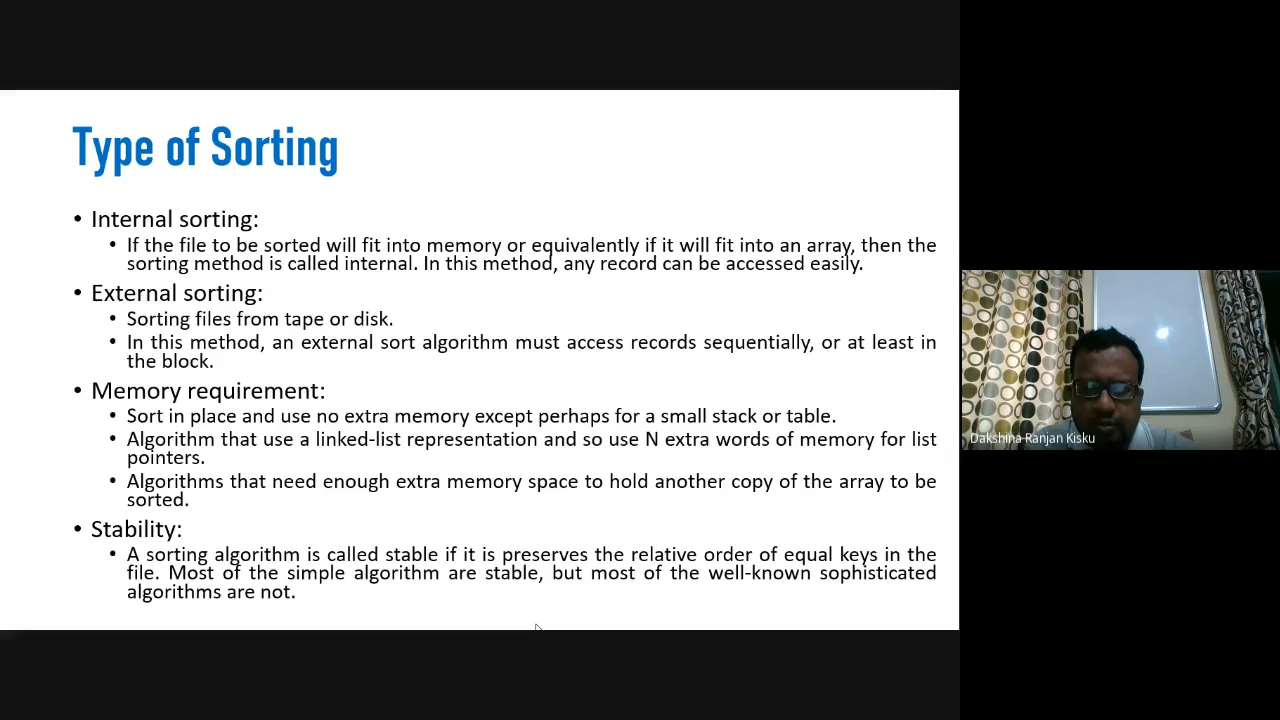 Type of Sorting
• Internal sorting:
• If the file to be sorted will fit into memory or equivalently if it will fit into an array, then the
sorting method is called internal. In this method, any record can be accessed easily.
• External sorting:
• Sorting files from tape or disk.
• In this method, an external sort algorithm must access records sequentially, or at least in
the block.
• Memory requirement:
• Sort in place and use no extra memory except perhaps for a small stack or table.
• Algorithm that use a linked-list representation and so use N extra words of memory for list
pointers.
• Algorithms that need enough extra memory space to hold another copy of the array to be
sorted.
• Stability:
• A sorting algorithm is called stable if it is preserves the relative order of equal keys in the
file. Most of the simple algorithm are stable, but most of the well-known sophisticated
algorithms are not.
Dakshina Ranjan Kisku